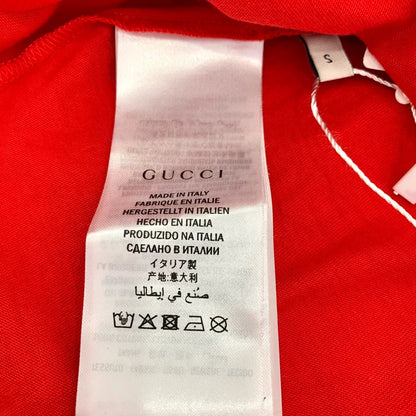 S
GUCCI
MADE IN ITALY
FABRIQUE EN ITALIE
HERGESTELLT IN ITALIEN
HECHO EN ITALIA
PRODUZIDO NA ITALIA
СДЕЛАНО В ИТАЛИИ
イタリア製
产地:意大利
صُنع في إيطاليا